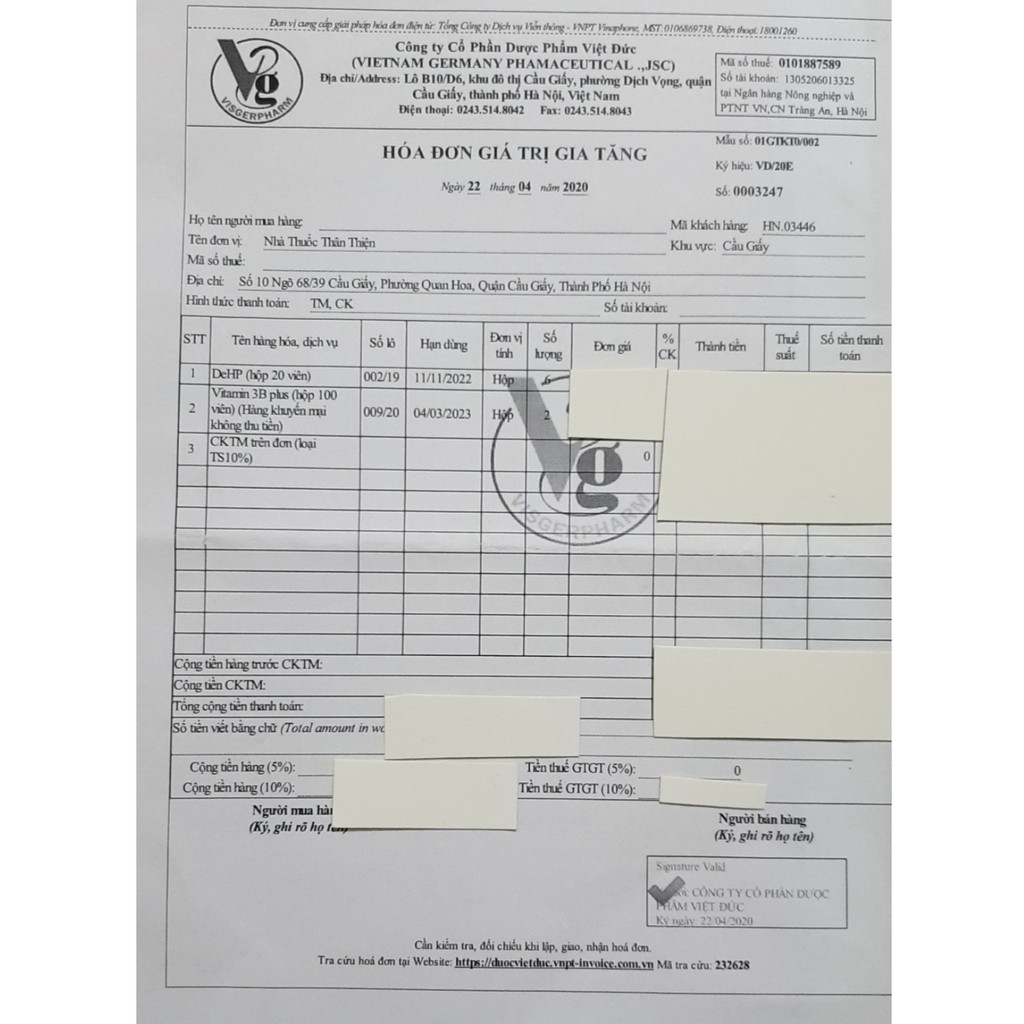 Đơn vị cung cấp giải pháp hóa đơn điện tử: Tổng Công ty Dịch vụ Viễn thông - VNPT Vinaphone, MST: 0106869738, Điện thoại: 18001260
Vg
VISGERPHARM
Công ty Cổ Phần Dược Phẩm Việt Đức
(VIETNAM GERMANY PHAMACEUTICAL .,JSC)
Địa chỉ/Address: Lô B10/D6, khu đô thị Cầu Giấy, phường Dịch Vọng, quận
Cầu Giấy, thành phố Hà Nội, Việt Nam
Điện thoại: 0243.514.8042 Fax: 0243.514.8043
Mã số thuế: 0101887589
Số tài khoản: 1305206013325
tại Ngân hàng Nông nghiệp và
PTNT VN,CN Tràng An, Hà Nội
HÓA ĐƠN GIÁ TRỊ GIA TĂNG
Ngày 22 tháng 04 năm 2020
Mẫu số: 01GTKT0/002
Ký hiệu: VD/20E
Số: 0003247
Họ tên người mua hàng:
Mã khách hàng: HN.03446
Tên đơn vị: Nhà Thuốc Thân Thiện
Khu vực: Cầu Giấy
Mã số thuế:
Địa chỉ: Số 10 Ngõ 68/39 Cầu Giấy, Phường Quan Hoa, Quận Cầu Giấy, Thành Phố Hà Nội
Hình thức thanh toán: TM, CK Số tài khoản:
STT Tên hàng hóa, dịch vụ Số lô Hạn dùng Đơn vị tính Số lượng Đơn giá % CK Thành tiền Thuế suất Số tiền thanh toán
1 DeHP (hộp 20 viên) 002/19 11/11/2022 Hộp 6
2 Vitamin 3B plus (hộp 100 viên) (Hàng khuyến mại không thu tiền) 009/20 04/03/2023 Hộp 2
3 CKTM trên đơn (loại TS10%) 0
Vg
VISGERPHARM
Cộng tiền hàng trước CKTM:
Cộng tiền CKTM:
Tổng cộng tiền thanh toán:
Số tiền viết bằng chữ (Total amount in
Cộng tiền hàng (5%): Tiền thuế GTGT (5%): 0
Cộng tiền hàng (10%): Tiền thuế GTGT (10%):
Người mua
(Ký, ghi rõ họ
Người bán hàng
(Ký, ghi rõ họ tên)
Signature Valid
CÔNG TY CỔ PHẦN DƯỢC
PHẨM VIỆT ĐỨC
Ký ngày: 22/04/2020
Cần kiểm tra, đối chiếu khi lập, giao, nhận hoá đơn.
Tra cứu hoá đơn tại Website: https://duocvietduc.vnpt-invoice.com.vn Mã tra cứu: 232628